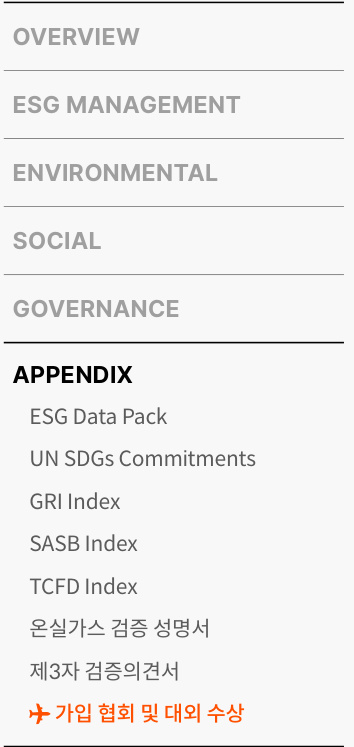 OVERVIEW
ESG MANAGEMENT
ENVIRONMENTAL
SOCIAL
GOVERNANCE
APPENDIX
ESG Data Pack
UN SDGs Commitments
GRI Index
SASB Index
TCFD Index
온실가스 검증 성명서
제3자 검증의견서
가입 협회 및 대외 수상